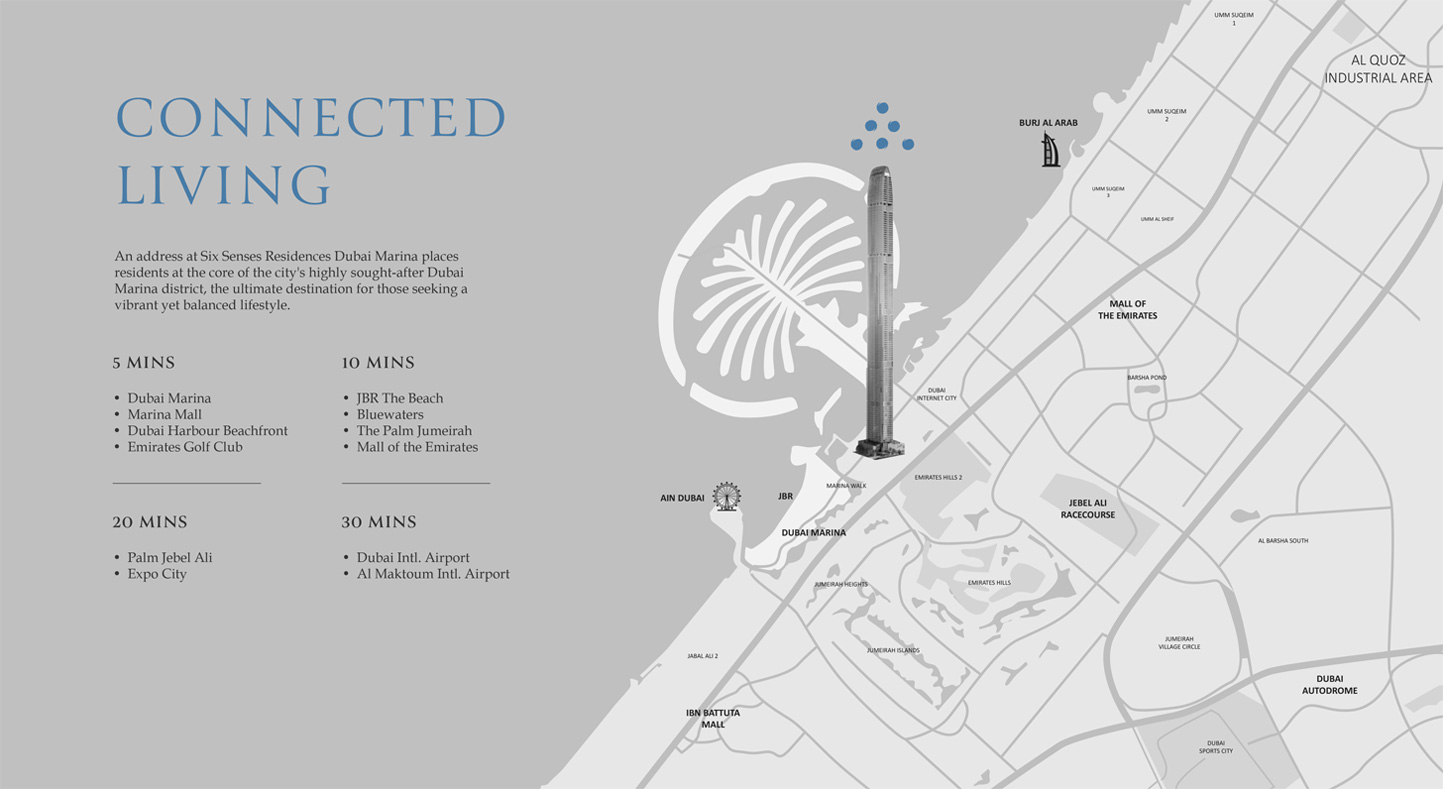 CONNECTED
LIVING
An address at Six Senses Residences Dubai Marina places
residents at the core of the city's highly sought-after Dubai
Marina district, the ultimate destination for those seeking a
vibrant yet balanced lifestyle.
5 MINS
• Dubai Marina
• Marina Mall
• Dubai Harbour Beachfront
• Emirates Golf Club
10 MINS
• JBR The Beach
• Bluewaters
• The Palm Jumeirah
• Mall of the Emirates
20 MINS
• Palm Jebel Ali
• Expo City
30 MINS
• Dubai Intl. Airport
• Al Maktoum Intl. Airport
UMM SUQEIM
1
AL QUOZ
INDUSTRIAL AREA
UMM SUQEIM
2
BURJ AL ARAB
UMM SUQEIM
3
UMM AL SHEIF
MALL OF
THE EMIRATES
BARSHA POND
DUBAI
INTERNET CITY
EMIRATES HILLS 2
MARINA WALK
AIN DUBAI
JBR
JEBEL ALI
RACECOURSE
DUBAI MARINA
AL BARSHA SOUTH
JUMEIRAH HEIGHTS
EMIRATES HILLS
JUMEIRAH
VILLAGE CIRCLE
JUMEIRAH ISLANDS
JABAL ALI 2
DUBAI
AUTODROME
IBN BATTUTA
MALL
DUBAI
SPORTS CITY